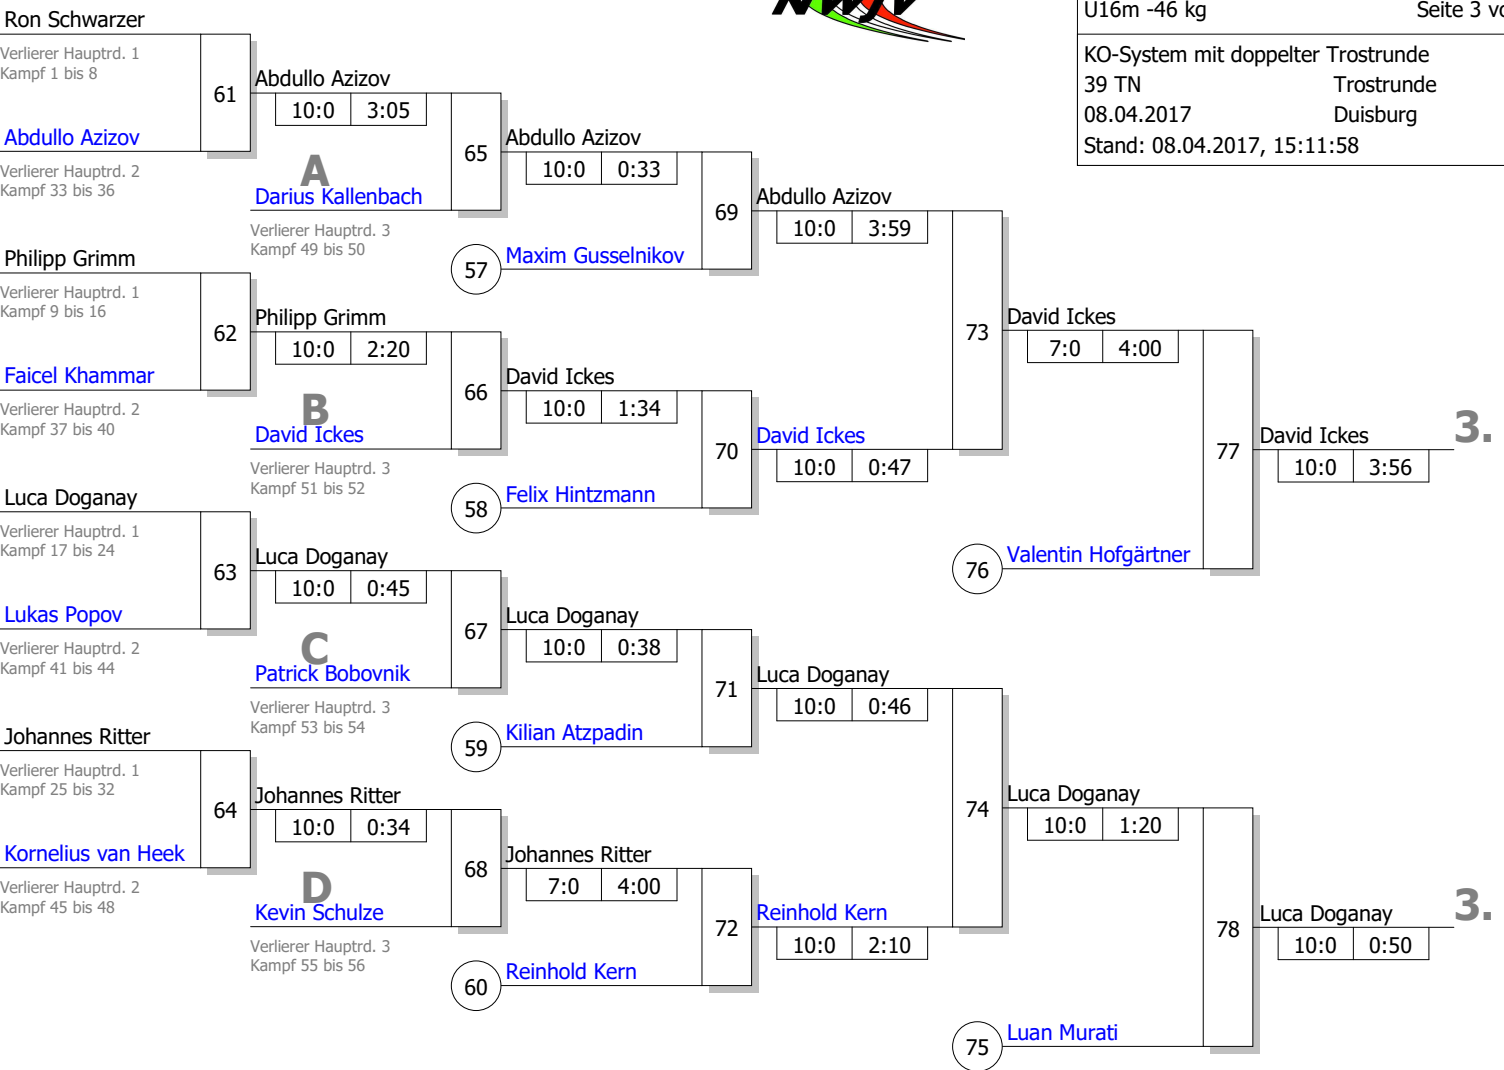 NWJV
U16m -46 kg
Seite 3 vo
KO-System mit doppelter Trostrunde
39 TN
Trostrunde
08.04.2017
Duisburg
Stand: 08.04.2017, 15:11:58
Ron Schwarzer
Verlierer Hauptrd. 1
Kampf 1 bis 8
61
Abdullo Azizov
10:0 3:05
Abdullo Azizov
Verlierer Hauptrd. 2
Kampf 33 bis 36
A
Darius Kallenbach
Verlierer Hauptrd. 3
Kampf 49 bis 50
65
Abdullo Azizov
10:0 0:33
57
Maxim Gusselnikov
69
Abdullo Azizov
10:0 3:59
Philipp Grimm
Verlierer Hauptrd. 1
Kampf 9 bis 16
62
Philipp Grimm
10:0 2:20
Faicel Khammar
Verlierer Hauptrd. 2
Kampf 37 bis 40
B
David Ickes
Verlierer Hauptrd. 3
Kampf 51 bis 52
66
David Ickes
10:0 1:34
58
Felix Hintzmann
70
David Ickes
10:0 0:47
73
David Ickes
7:0 4:00
76
Valentin Hofgärtner
77
David Ickes
10:0 3:56
3.
Luca Doganay
Verlierer Hauptrd. 1
Kampf 17 bis 24
63
Luca Doganay
10:0 0:45
Lukas Popov
Verlierer Hauptrd. 2
Kampf 41 bis 44
C
Patrick Bobovnik
Verlierer Hauptrd. 3
Kampf 53 bis 54
67
Luca Doganay
10:0 0:38
59
Kilian Atzpadin
71
Luca Doganay
10:0 0:46
Johannes Ritter
Verlierer Hauptrd. 1
Kampf 25 bis 32
64
Johannes Ritter
10:0 0:34
Kornelius van Heek
Verlierer Hauptrd. 2
Kampf 45 bis 48
D
Kevin Schulze
Verlierer Hauptrd. 3
Kampf 55 bis 56
68
Johannes Ritter
7:0 4:00
60
Reinhold Kern
72
Reinhold Kern
10:0 2:10
74
Luca Doganay
10:0 1:20
75
Luan Murati
78
Luca Doganay
10:0 0:50
3.